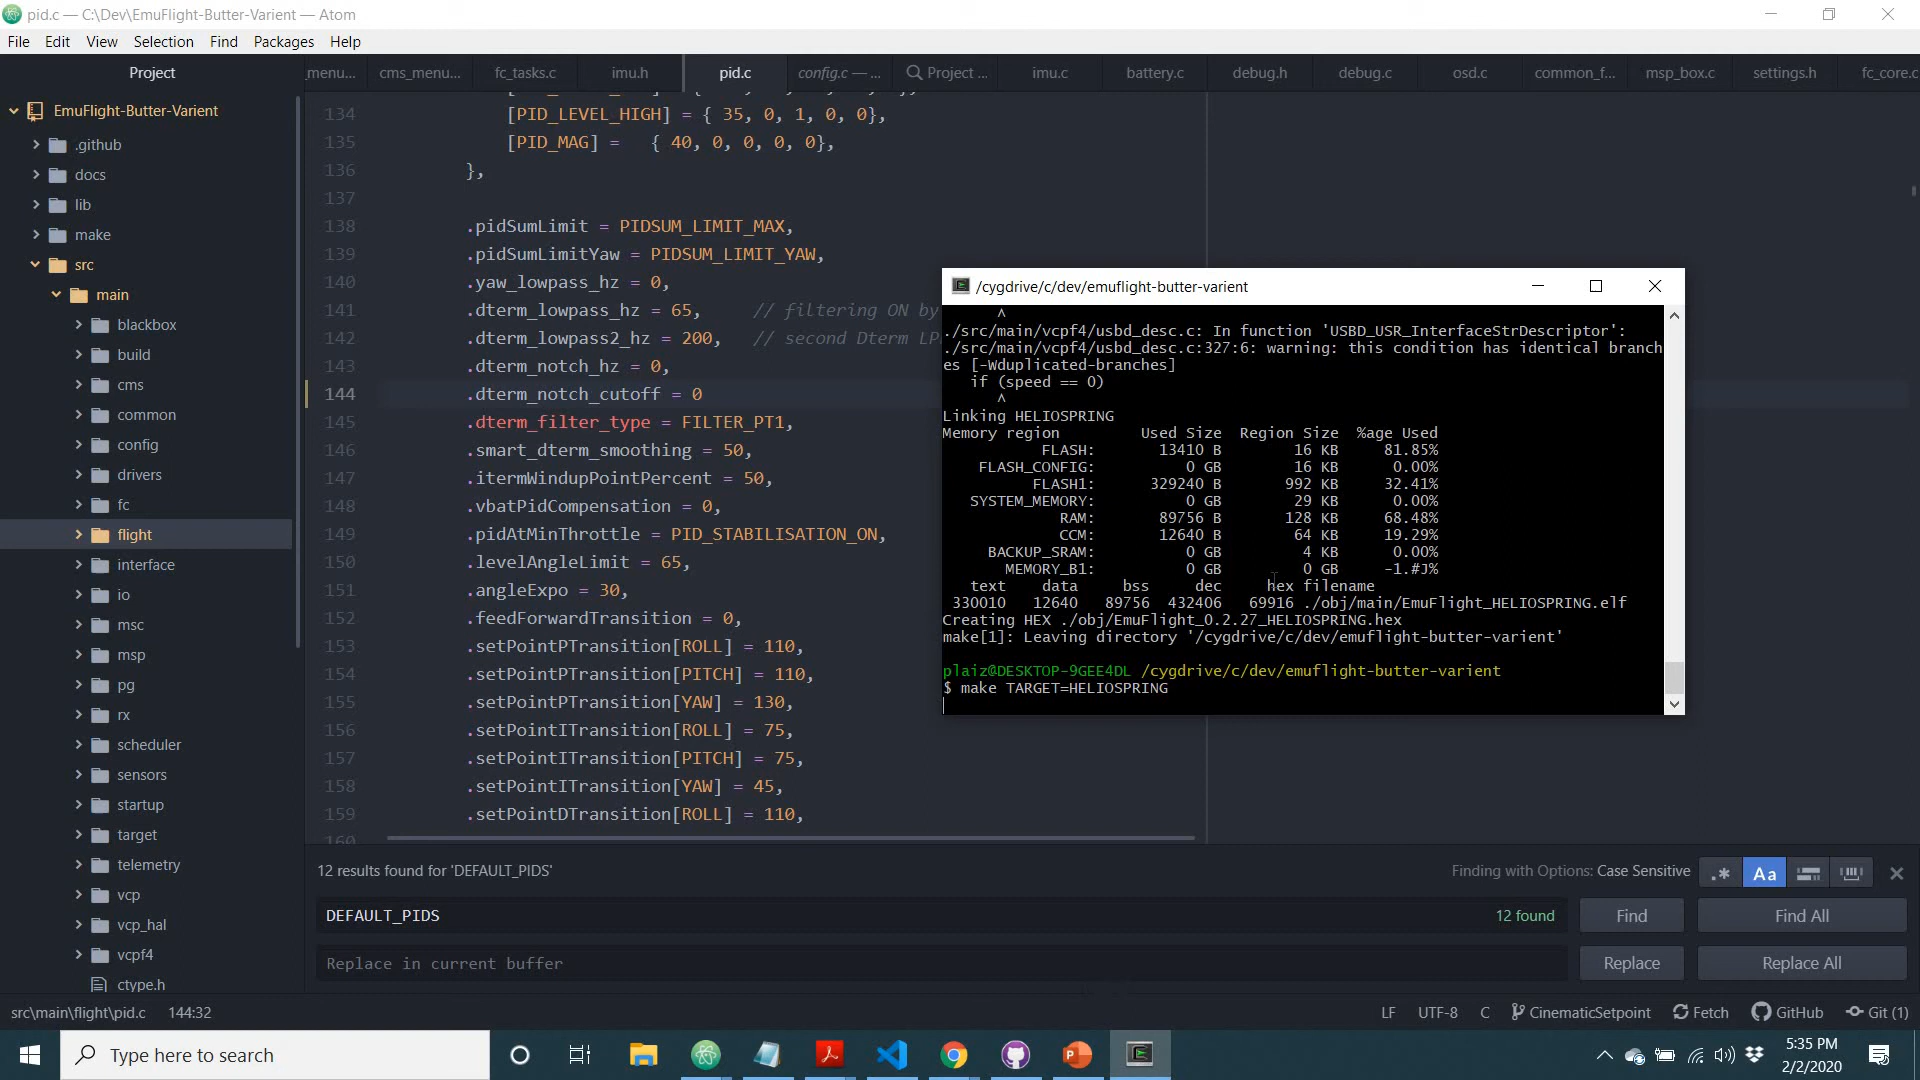 pid.c — C:\Dev\EmuFlight-Butter-Varient — Atom
File Edit View Selection Find Packages Help
Project
_menu... cms_menu... fc_tasks.c imu.h pid.c config.c — ... Project ... imu.c battery.c debug.h debug.c osd.c common_f... msp_box.c settings.h fc_core.c
EmuFlight-Butter-Varient
.github
docs
lib
make
src
main
blackbox
build
cms
common
config
drivers
fc
flight
interface
io
msc
msp
pg
rx
scheduler
sensors
startup
target
telemetry
vcp
vcp_hal
vcpf4
ctype.h
134 [PID_LEVEL_HIGH] = { 35, 0, 1, 0, 0},
135 [PID_MAG] = { 40, 0, 0, 0, 0},
136 },
137
138 .pidSumLimit = PIDSUM_LIMIT_MAX,
139 .pidSumLimitYaw = PIDSUM_LIMIT_YAW,
140 .yaw_lowpass_hz = 0,
141 .dterm_lowpass_hz = 65, // filtering ON by
142 .dterm_lowpass2_hz = 200, // second Dterm LP
143 .dterm_notch_hz = 0,
144 .dterm_notch_cutoff = 0
145 .dterm_filter_type = FILTER_PT1,
146 .smart_dterm_smoothing = 50,
147 .itermWindupPointPercent = 50,
148 .vbatPidCompensation = 0,
149 .pidAtMinThrottle = PID_STABILISATION_ON,
150 .levelAngleLimit = 65,
151 .angleExpo = 30,
152 .feedForwardTransition = 0,
153 .setPointPTransition[ROLL] = 110,
154 .setPointPTransition[PITCH] = 110,
155 .setPointPTransition[YAW] = 130,
156 .setPointITransition[ROLL] = 75,
157 .setPointITransition[PITCH] = 75,
158 .setPointITransition[YAW] = 45,
159 .setPointDTransition[ROLL] = 110,
160
/cygdrive/c/dev/emuflight-butter-varient
^
./src/main/vcpf4/usbd_desc.c: In function 'USBD_USR_InterfaceStrDescriptor':
./src/main/vcpf4/usbd_desc.c:327:6: warning: this condition has identical branch
es [-Wduplicated-branches]
if (speed == 0)
^
Linking HELIOSPRING
Memory region Used Size Region Size %age Used
FLASH: 13410 B 16 KB 81.85%
FLASH_CONFIG: 0 GB 16 KB 0.00%
FLASH1: 329240 B 992 KB 32.41%
SYSTEM_MEMORY: 0 GB 29 KB 0.00%
RAM: 89756 B 128 KB 68.48%
CCM: 12640 B 64 KB 19.29%
BACKUP_SRAM: 0 GB 4 KB 0.00%
MEMORY_B1: 0 GB 0 GB -1.#J%
text data bss dec hex filename
330010 12640 89756 432406 69916 ./obj/main/EmuFlight_HELIOSPRING.elf
Creating HEX ./obj/EmuFlight_0.2.27_HELIOSPRING.hex
make[1]: Leaving directory '/cygdrive/c/dev/emuflight-butter-varient'
plaiz@DESKTOP-9GEE4DL /cygdrive/c/dev/emuflight-butter-varient
$ make TARGET=HELIOSPRING
12 results found for 'DEFAULT_PIDS' Finding with Options: Case Sensitive .* Aa
DEFAULT_PIDS 12 found Find Find All
Replace in current buffer Replace Replace All
src\main\flight\pid.c 144:32 LF UTF-8 C CinematicSetpoint Fetch GitHub Git (1)
Type here to search
5:35 PM
2/2/2020